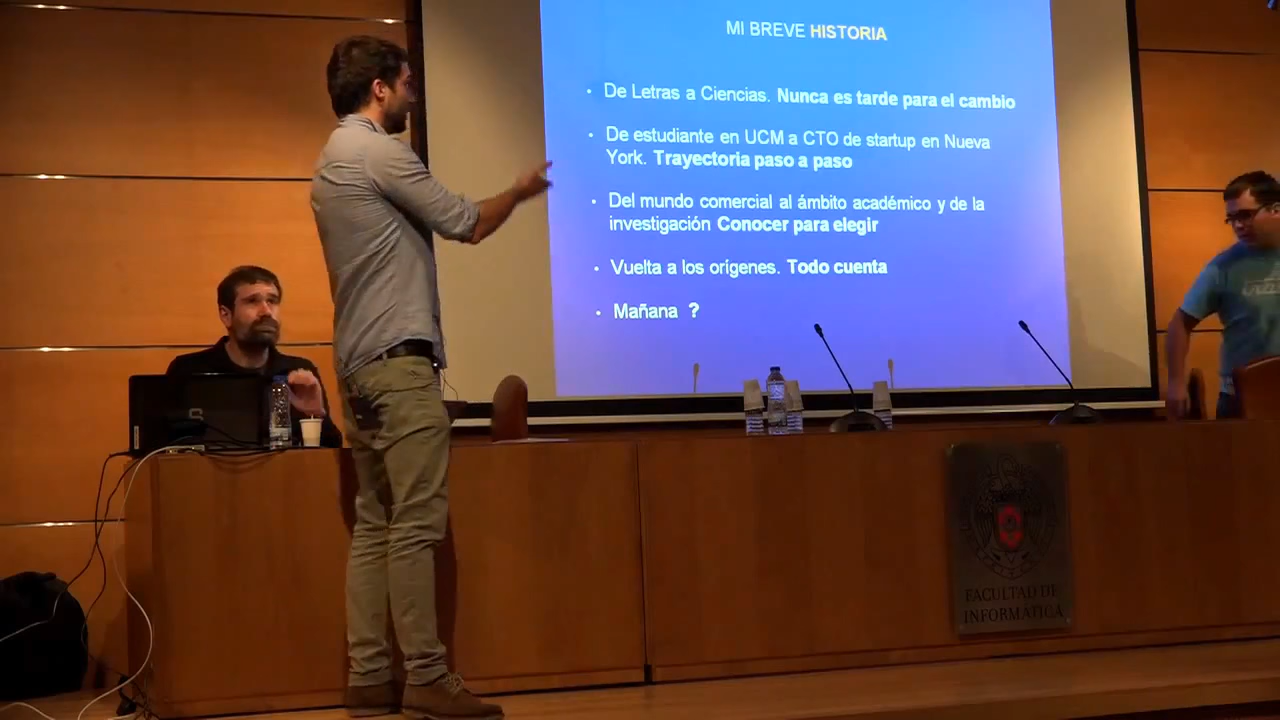 MI BREVE HISTORIA
• De Letras a Ciencias. Nunca es tarde para el cambio
• De estudiante en UCM a CTO de startup en Nueva
York. Trayectoria paso a paso
• Del mundo comercial al ámbito académico y de la
investigación Conocer para elegir
• Vuelta a los orígenes. Todo cuenta
• Mañana ?
FACULTAD DE
INFORMÁTICA